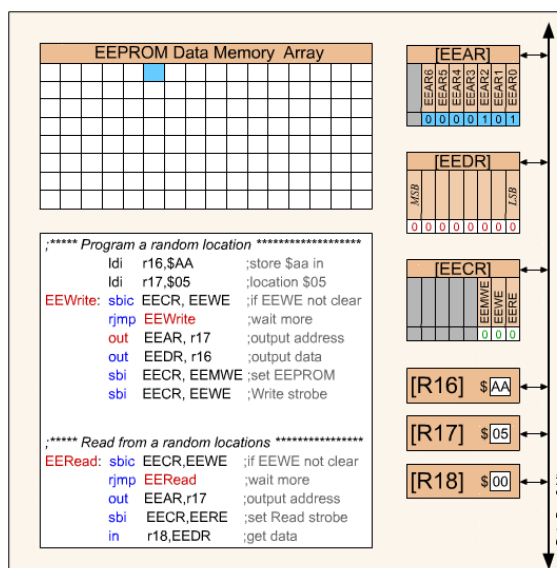 EEPROM Data Memory Array
;***** Program a random location *******************
ldi r16,$AA ;store $aa in
ldi r17,$05 ;location $05
EEWrite: sbic EECR, EEWE ;if EEWE not clear
rjmp EEWrite ;wait more
out EEAR, r17 ;output address
out EEDR, r16 ;output data
sbi EECR, EEMWE ;set EEPROM
sbi EECR, EEWE ;Write strobe
;***** Read from a random locations ****************
EERead: sbic EECR,EEWE ;if EEWE not clear
rjmp EERead ;wait more
out EEAR,r17 ;output address
sbi EECR,EERE ;set Read strobe
in r18,EEDR ;get data
[EEAR]
EEAR6 EEAR5 EEAR4 EEAR3 EEAR2 EEAR1 EEAR0
0 0 0 0 1 0 1
[EEDR]
MSB LSB
0 0 0 0 0 0 0 0
[EECR]
EEMWE EEWE EERE
0 0 0
[R16] $ AA
[R17] $ 05
[R18] $ 00